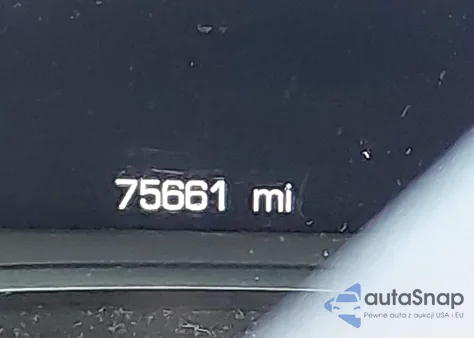 75661 mi
autaSnap
Pewne auta z aukcji USA i EU